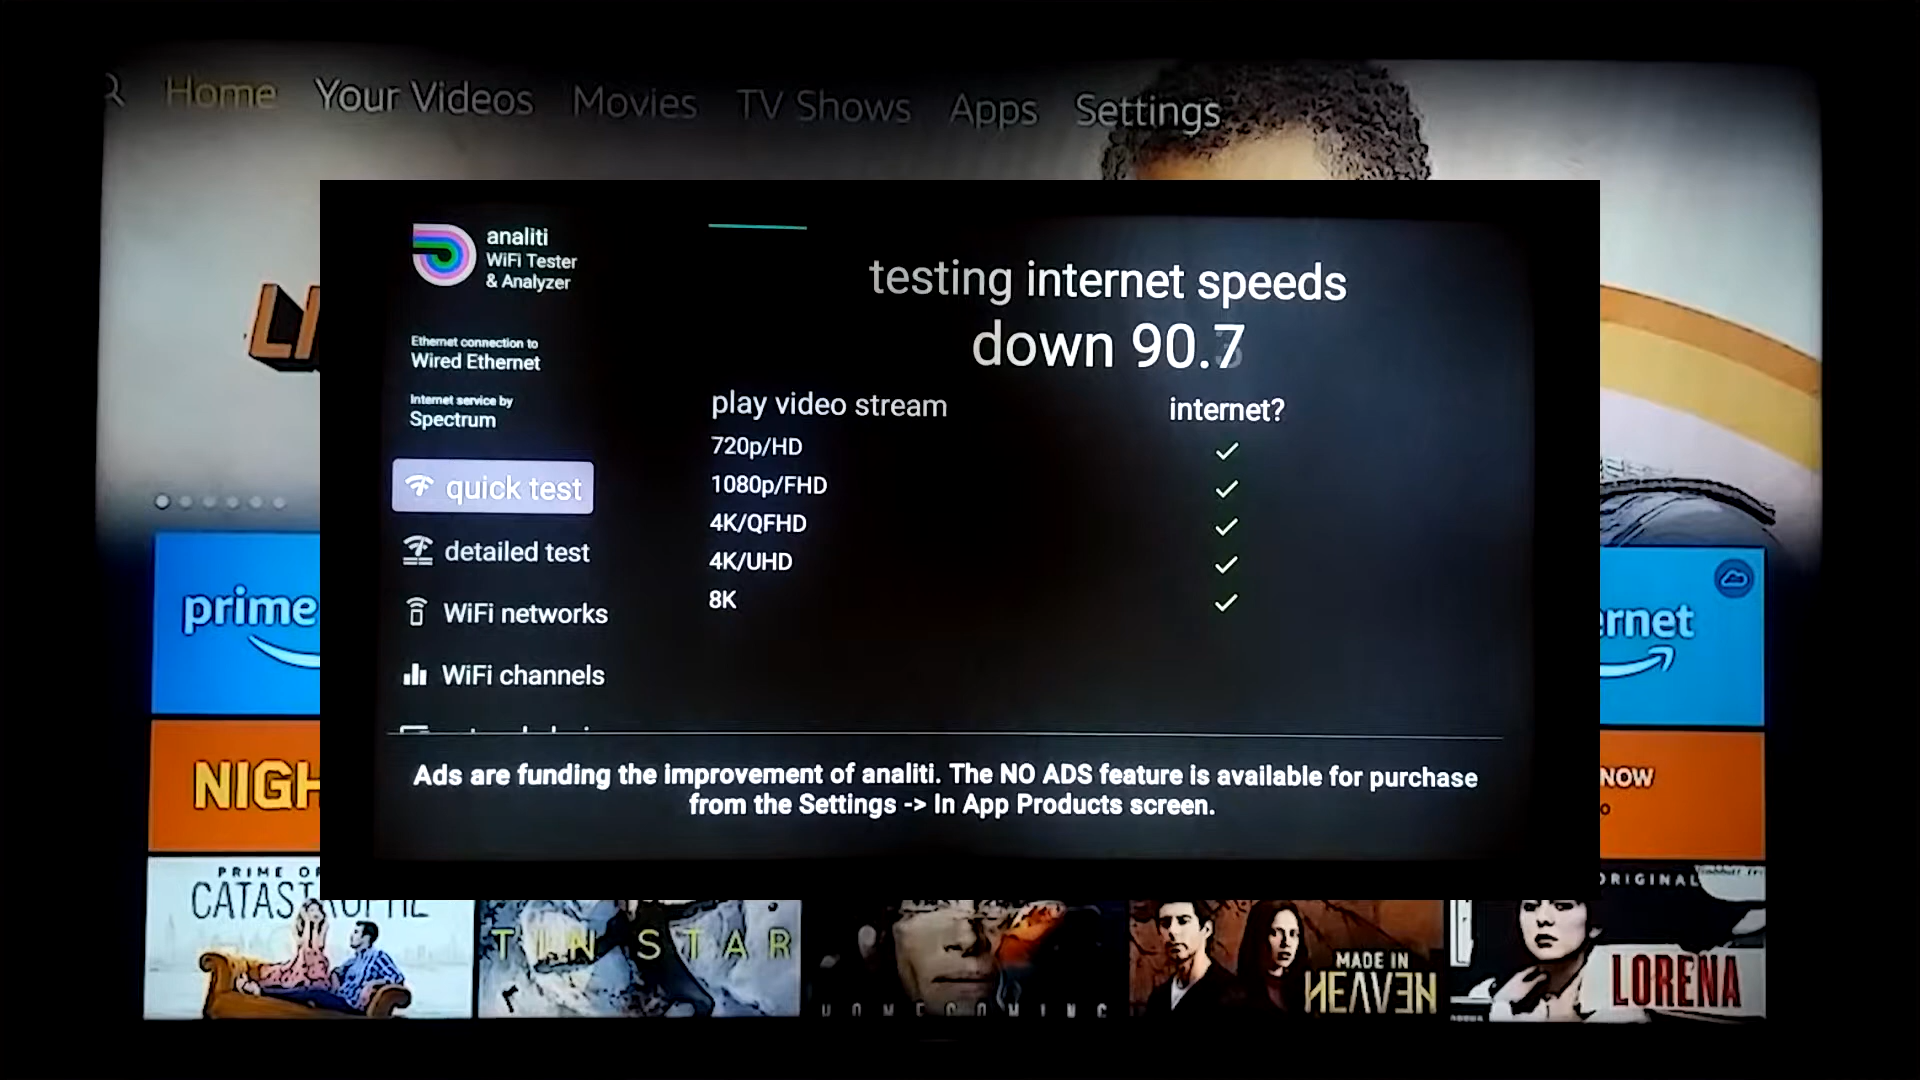 Home Your Videos Movies TV Shows Apps Settings
analiti
WiFi Tester
& Analyzer
Ethernet connection to
Wired Ethernet
Internet service by
Spectrum
quick test
detailed test
WiFi networks
WiFi channels
testing internet speeds
down 90.7
play video stream internet?
720p/HD
1080p/FHD
4K/QFHD
4K/UHD
8K
Ads are funding the improvement of analiti. The NO ADS feature is available for purchase
from the Settings -> In App Products screen.
prime
rnet
NIGH
NOW
PRIME OR
CATAST
TIN STAR
HOMECOMING
MADE IN
HEAVEN
ORIGINAL
LORENA